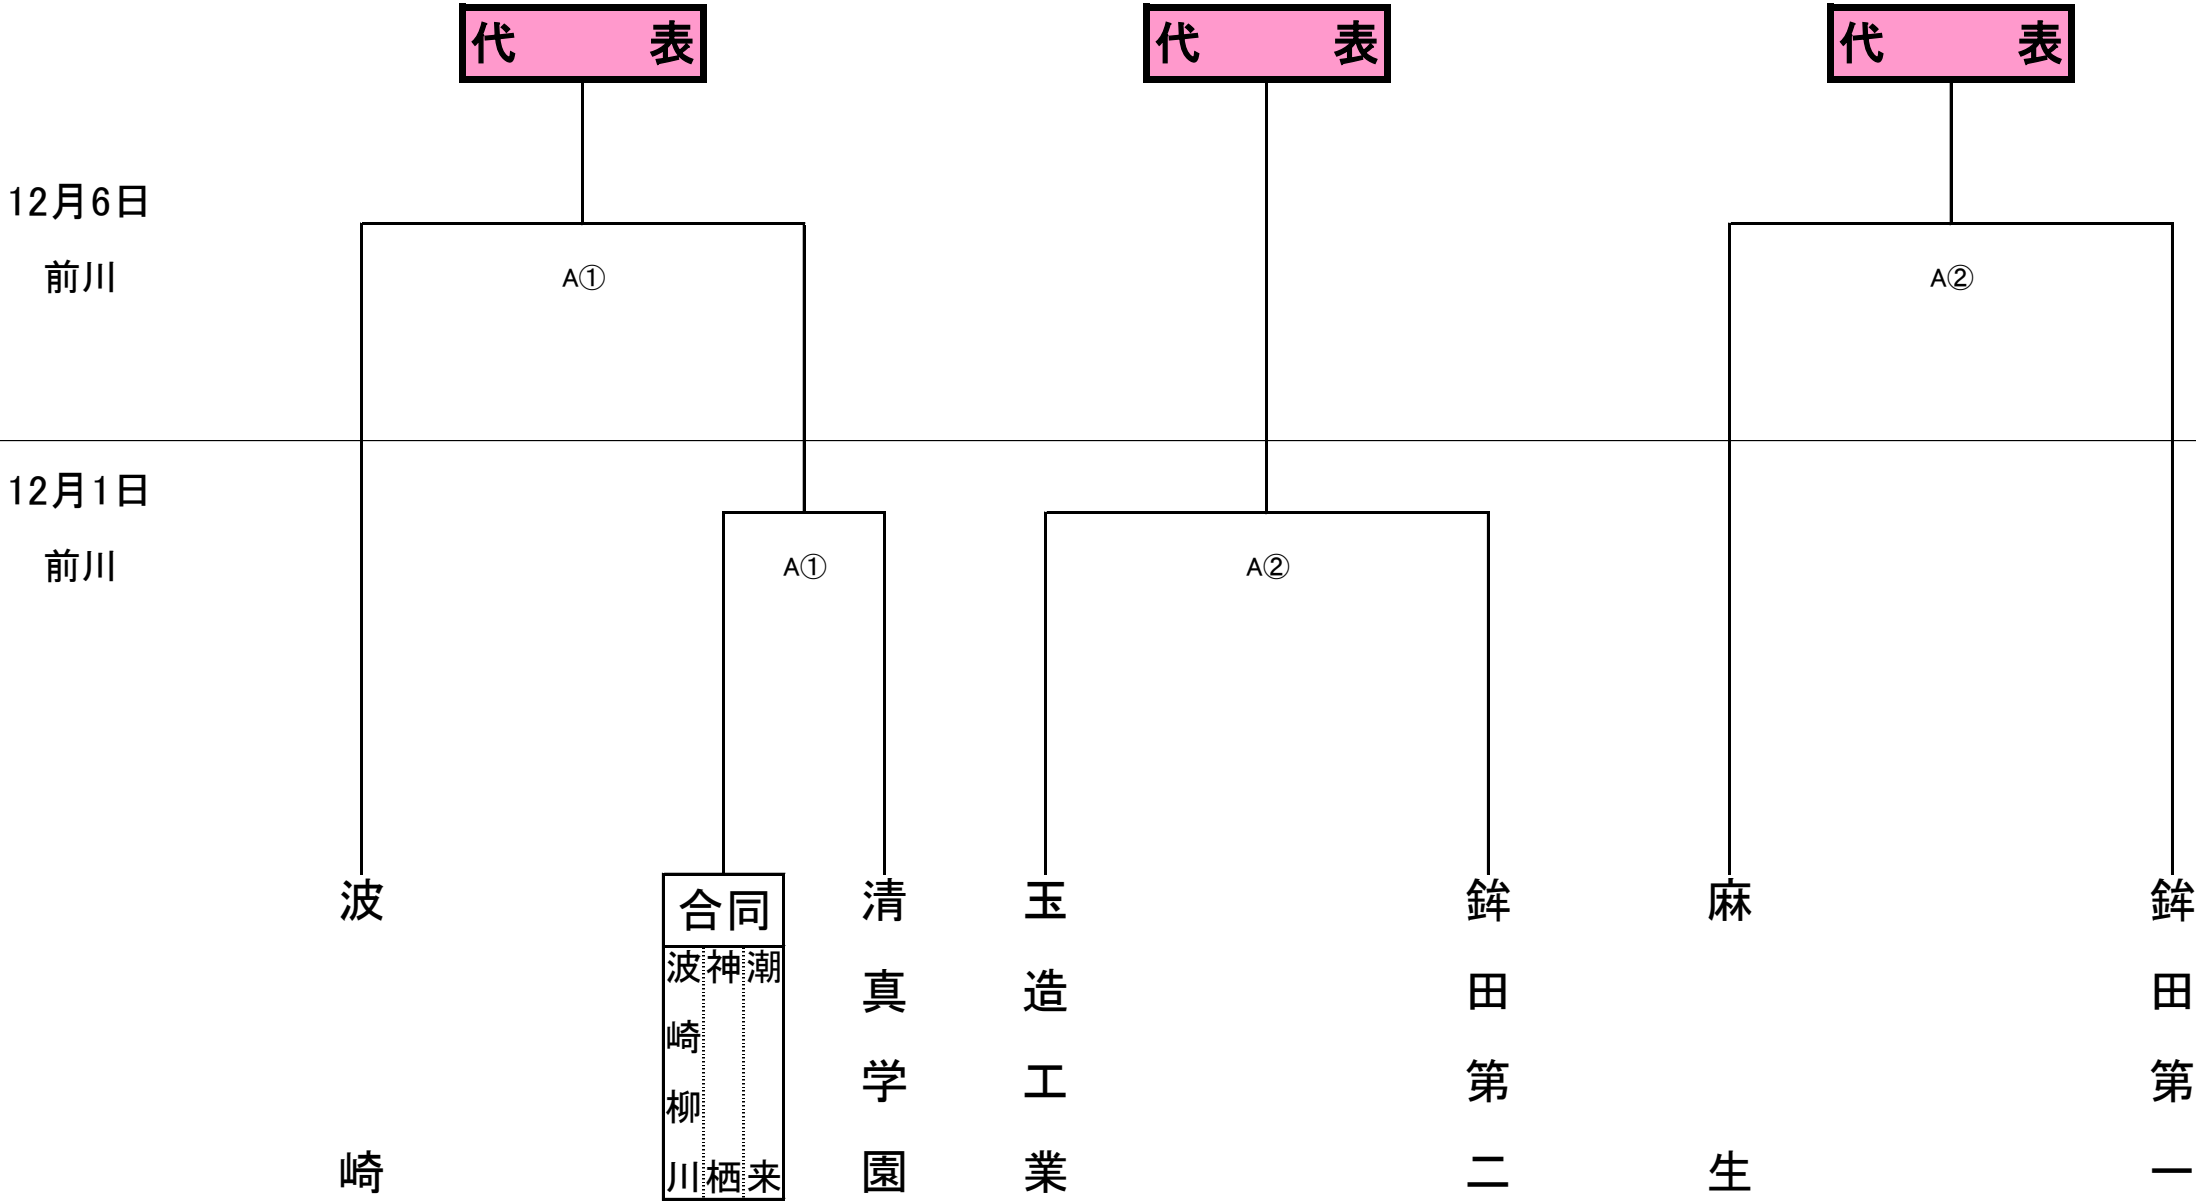 代表
代表
代表
12月6日
前川
A①
A②
12月1日
前川
A①
A②
波崎
合同
波崎柳川
神栖
潮来
清真学園
玉造工業
鉾田第二
麻生
鉾田第一